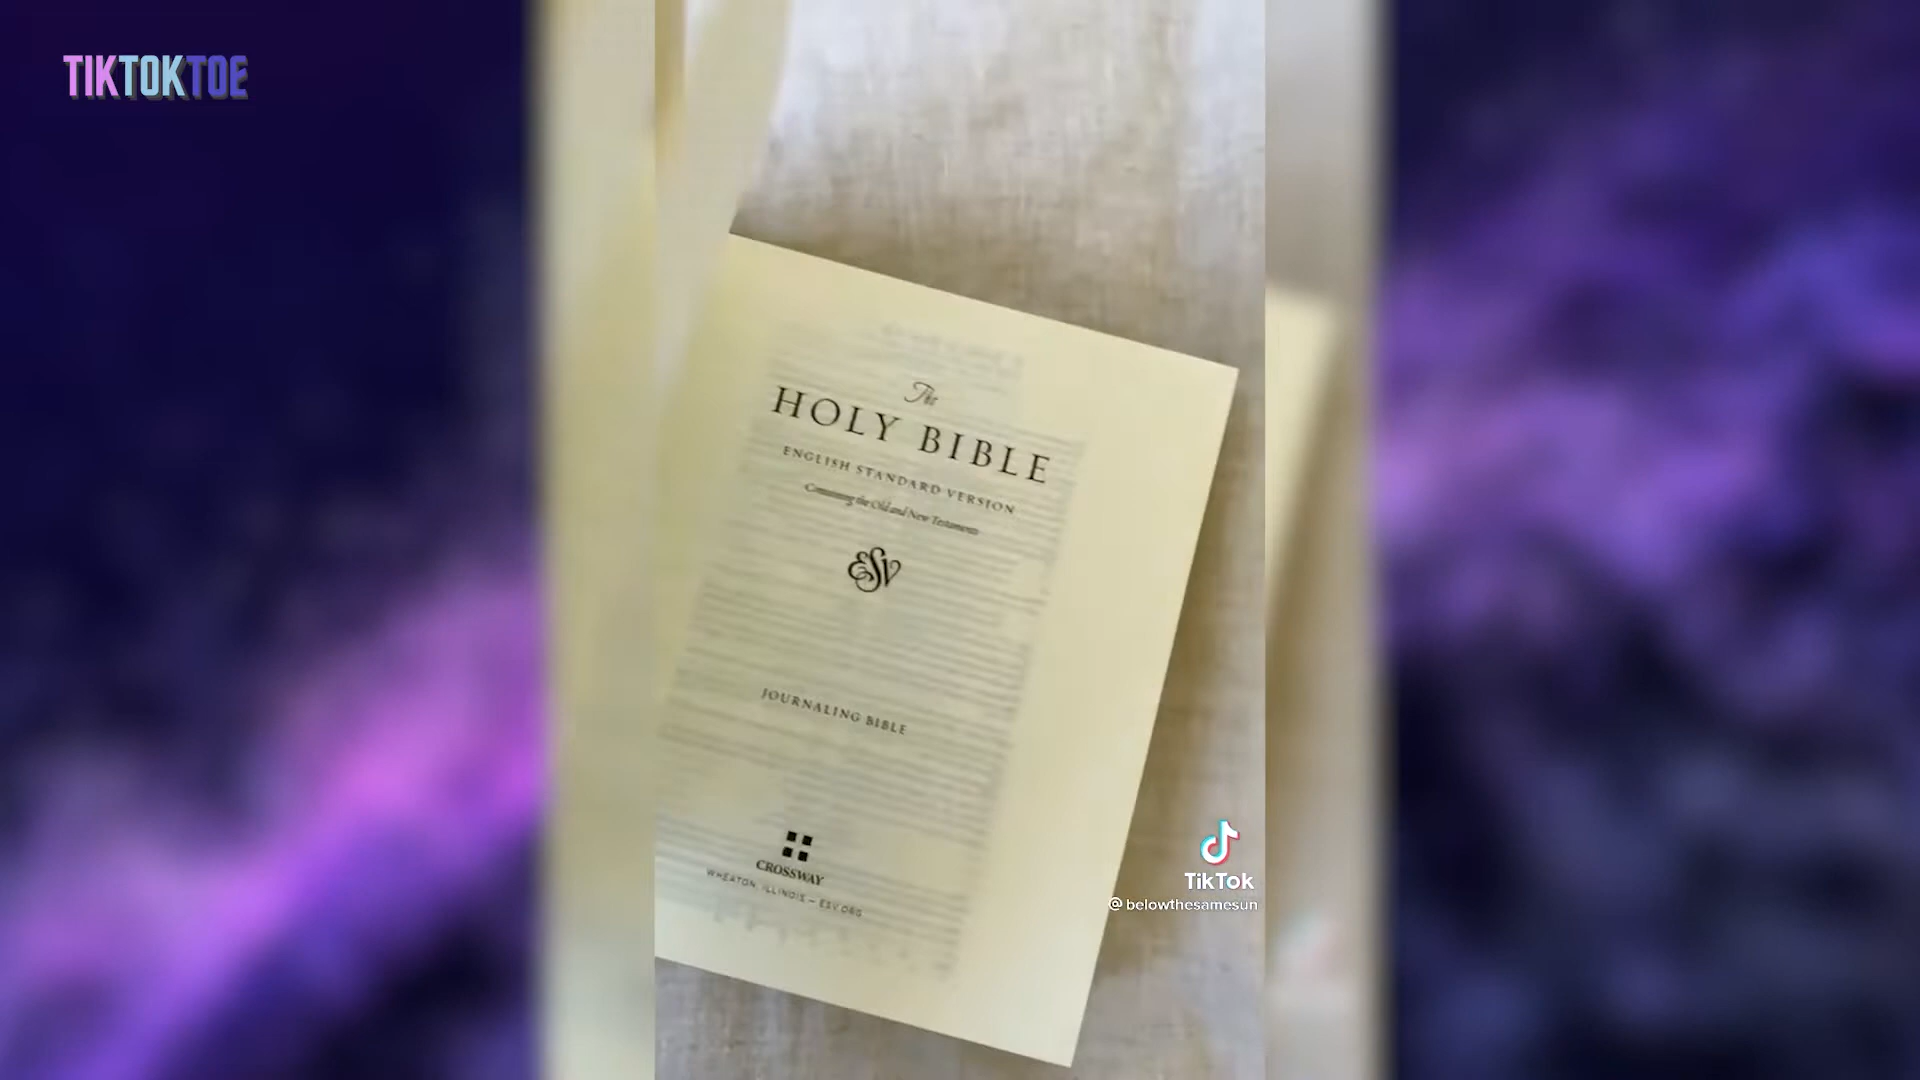 TIKTOKTOE
The
HOLY BIBLE
ENGLISH STANDARD VERSION
Containing the Old and New Testaments
ESV
JOURNALING BIBLE
CROSSWAY
WHEATON, ILLINOIS — ESV.ORG
TikTok
@belowthesamesun